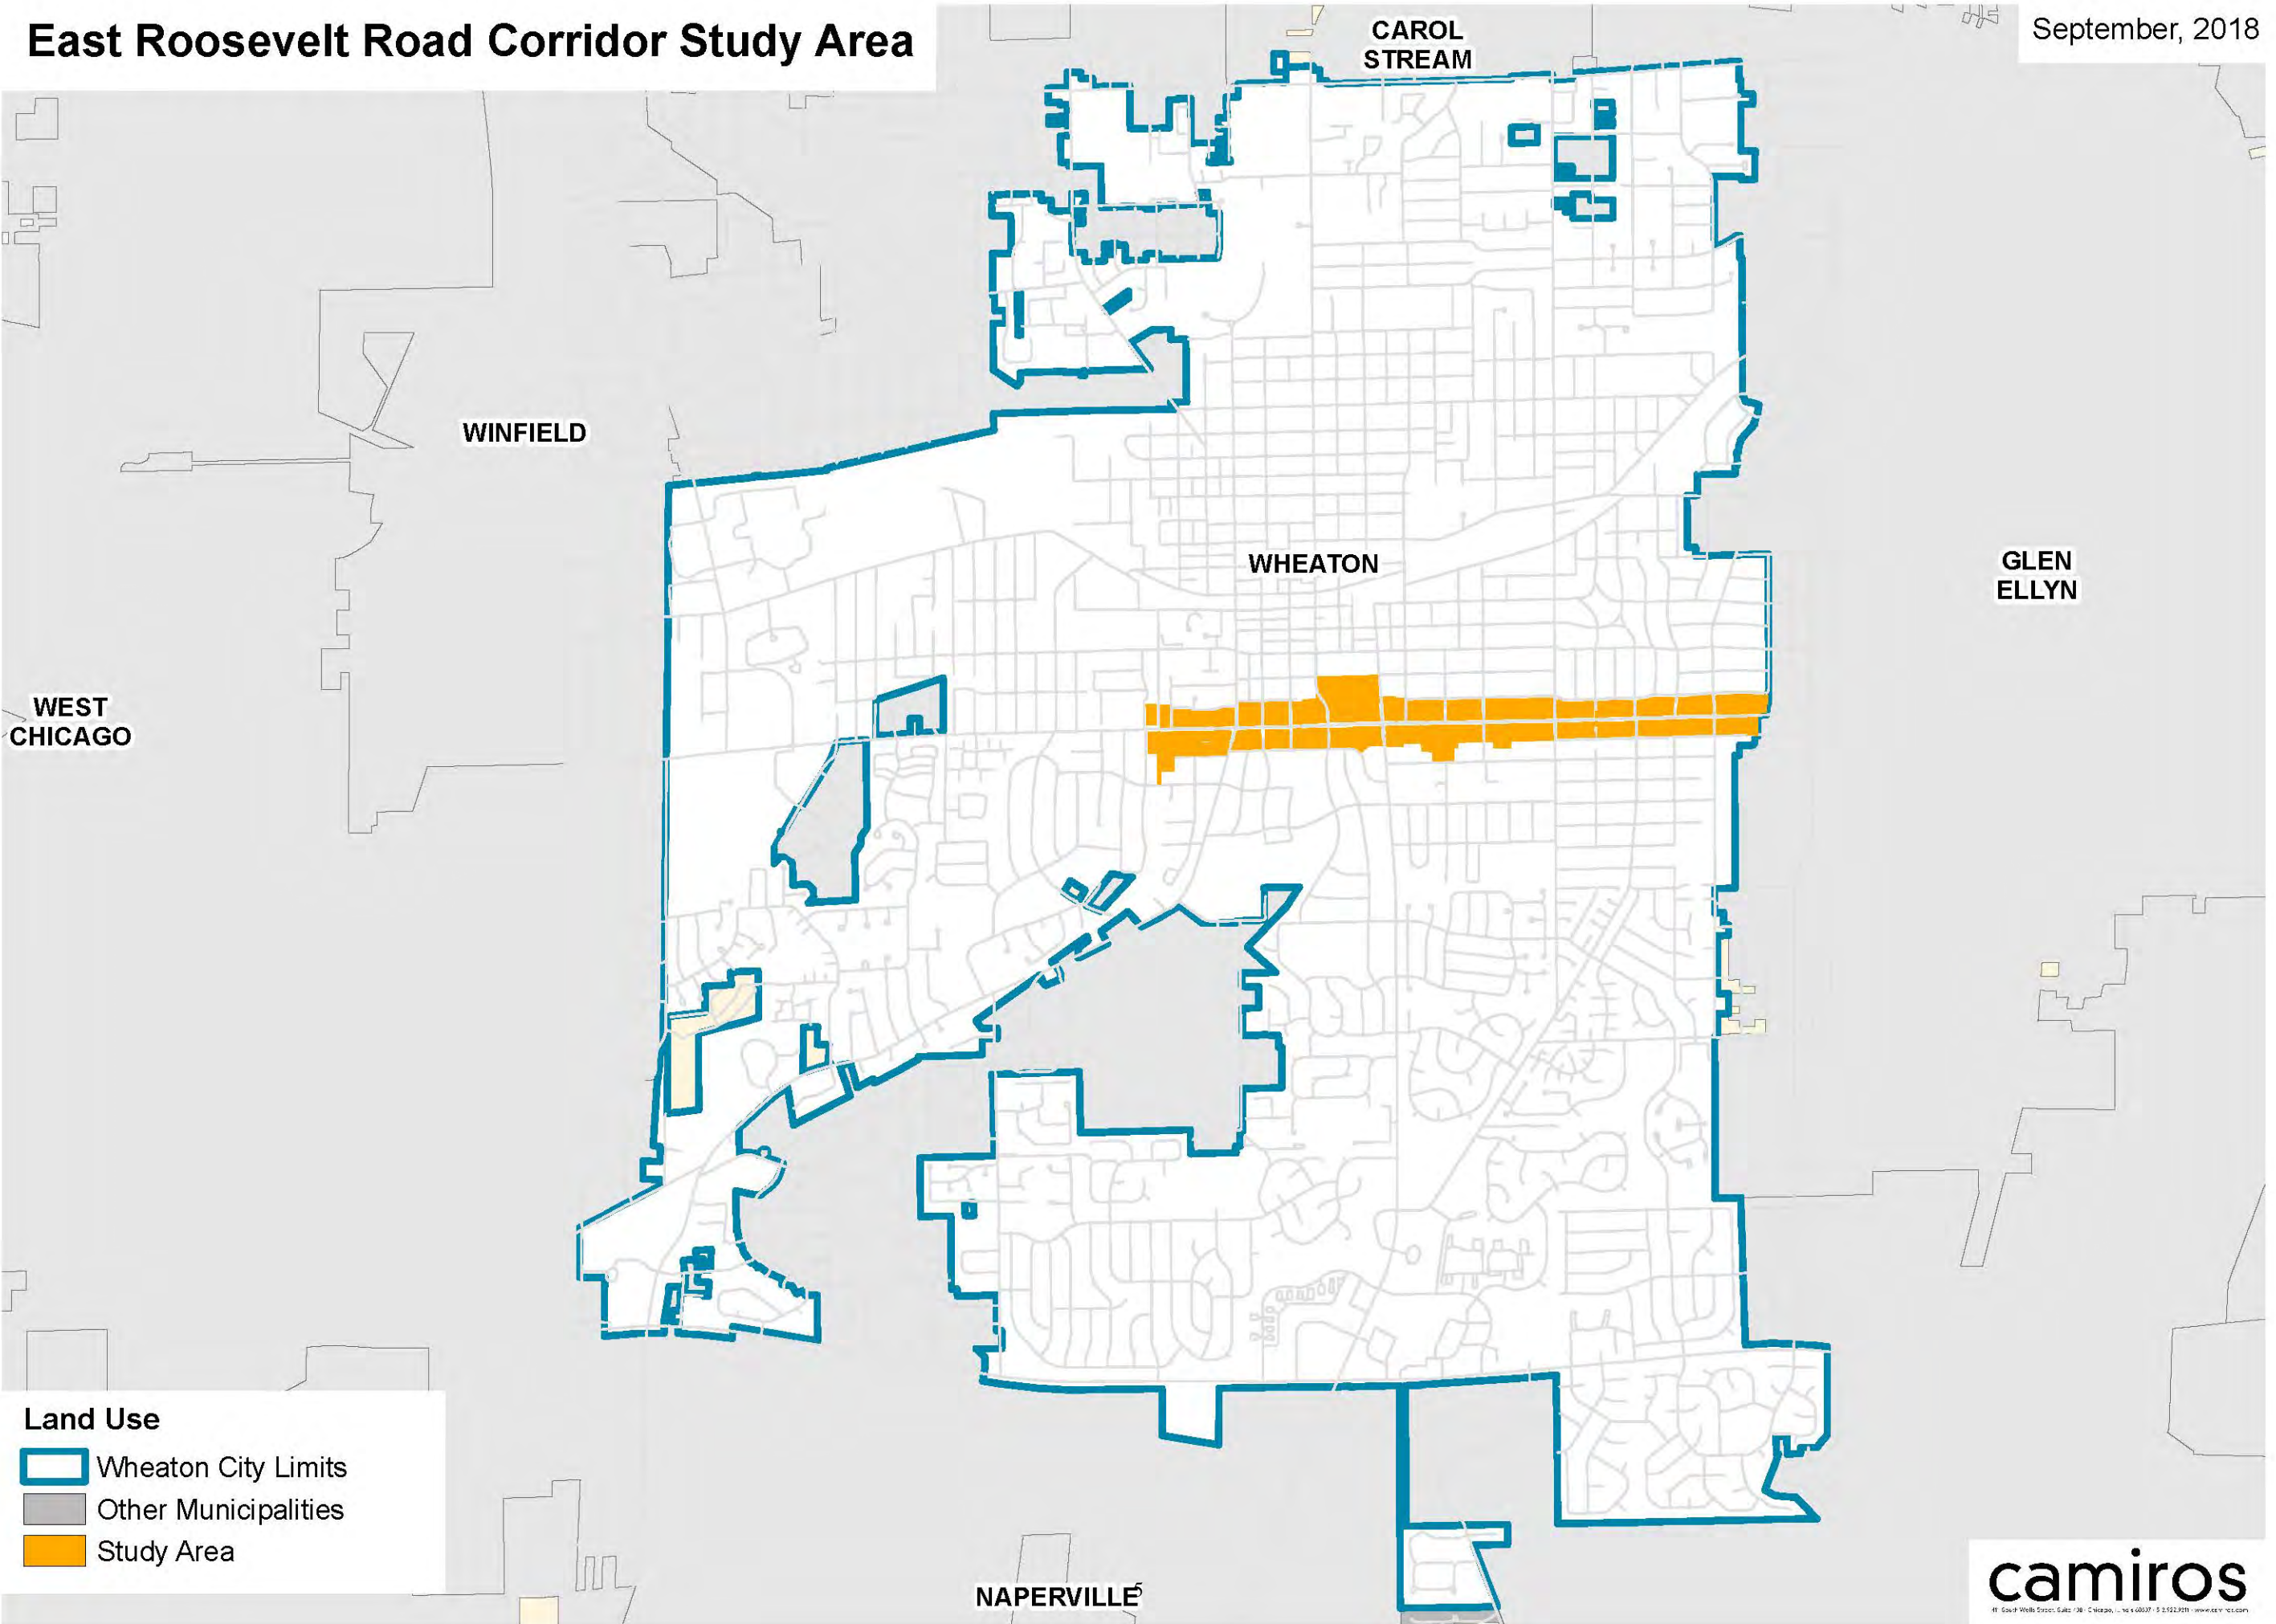 East Roosevelt Road Corridor Study Area
September, 2018
CAROL
STREAM
WINFIELD
WHEATON
GLEN
ELLYN
WEST
CHICAGO
Land Use
Wheaton City Limits
Other Municipalities
Study Area
NAPERVILLE
5
camiros